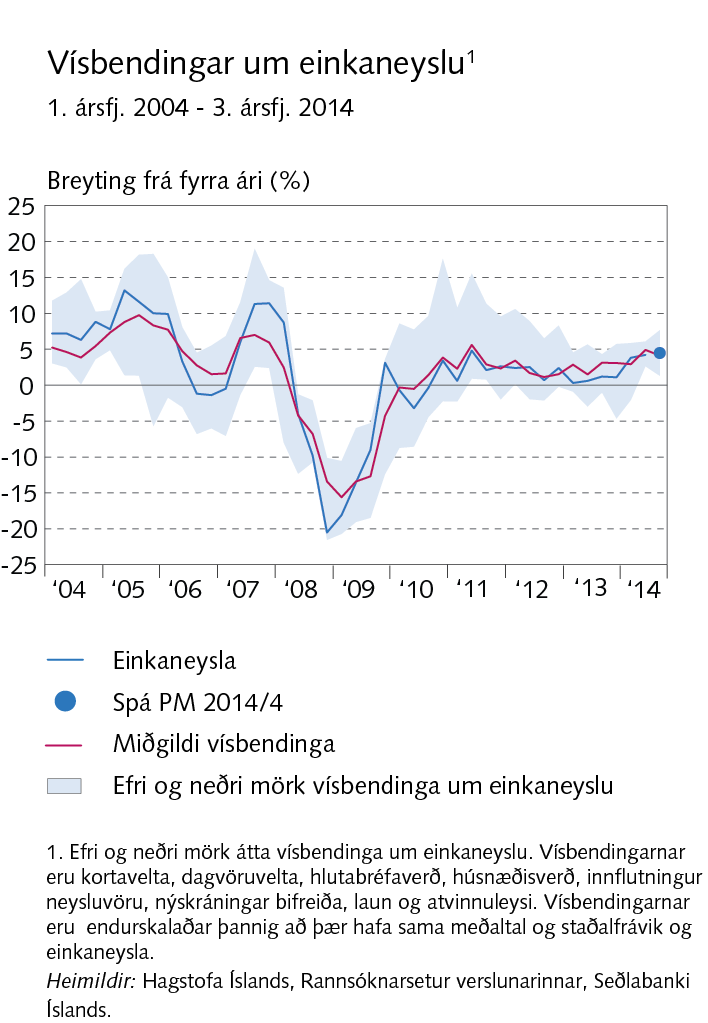 Vísbendingar um einkaneyslu¹
1. ársfj. 2004 - 3. ársfj. 2014
Breyting frá fyrra ári (%)
25
20
15
10
5
0
-5
-10
-15
-20
-25
‘04 ‘05 ‘06 ‘07 ‘08 ‘09 ‘10 ‘11 ‘12 ‘13 ‘14
Einkaneysla
Spá PM 2014/4
Miðgildi vísbendinga
Efri og neðri mörk vísbendinga um einkaneyslu
1. Efri og neðri mörk átta vísbendinga um einkaneyslu. Vísbendingarnar
eru kortavelta, dagvöruvelta, hlutabréfaverð, húsnæðisverð, innflutningur
neysluvöru, nýskráningar bifreiða, laun og atvinnuleysi. Vísbendingarnar
eru endurskalaðar þannig að þær hafa sama meðaltal og staðalfrávik og
einkaneysla.
Heimildir: Hagstofa Íslands, Rannsóknarsetur verslunarinnar, Seðlabanki
Íslands.